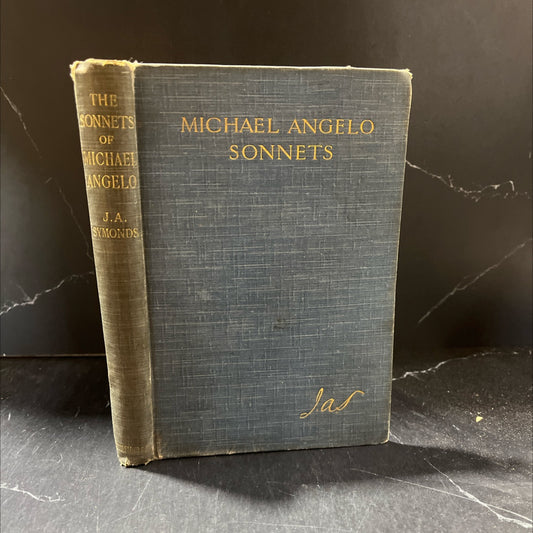 THE
SONNETS
OF
MICHAEL
ANGELO
J.A.
SYMONDS
MICHAEL ANGELO
SONNETS
JAS